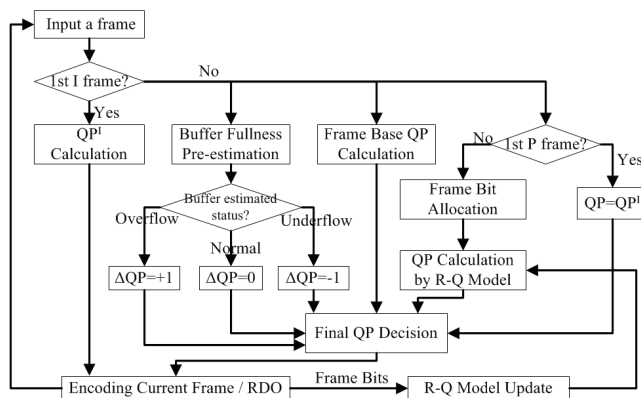 Input a frame
1st I frame?
No
Yes
QPᴵ
Calculation
Buffer Fullness
Pre-estimation
Frame Base QP
Calculation
No
1st P frame?
Yes
Buffer estimated
status?
Overflow
Underflow
Normal
Frame Bit
Allocation
QP=QPᴵ
ΔQP=+1
ΔQP=0
ΔQP=-1
QP Calculation
by R-Q Model
Final QP Decision
Encoding Current Frame / RDO
Frame Bits
R-Q Model Update